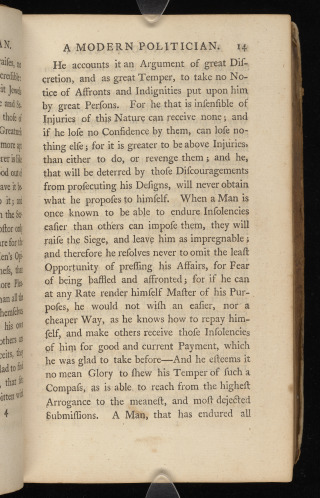 A MODERN POLITICIAN. 14
He accounts it an Argument of great Diſ-
cretion, and as great Temper, to take no No-
tice of Affronts and Indignities put upon him
by great Perſons. For he that is inſenſible of
Injuries of this Nature can receive none; and
if he loſe no Confidence by them, can loſe no-
thing elſe; for it is greater to be above Injuries,
than either to do, or revenge them; and he,
that will be deterred by thoſe Diſcouragements
from proſecuting his Deſigns, will never obtain
what he propoſes to himſelf. When a Man is
once known to be able to endure Inſolencies
eaſier than others can impoſe them, they will
raiſe the Siege, and leave him as impregnable;
and therefore he reſolves never to omit the leaſt
Opportunity of preſſing his Affairs, for Fear
of being baffled and affronted; for if he can
at any Rate render himſelf Maſter of his Pur-
poſes, he would not wiſh an eaſier, nor a
cheaper Way, as he knows how to repay him-
ſelf, and make others receive thoſe Inſolencies
of him for good and current Payment, which
he was glad to take before—And he eſteems it
no mean Glory to ſhew his Temper of ſuch a
Compaſs, as is able to reach from the higheſt
Arrogance to the meaneſt, and moſt dejected
Submiſſions. A Man, that has endured all